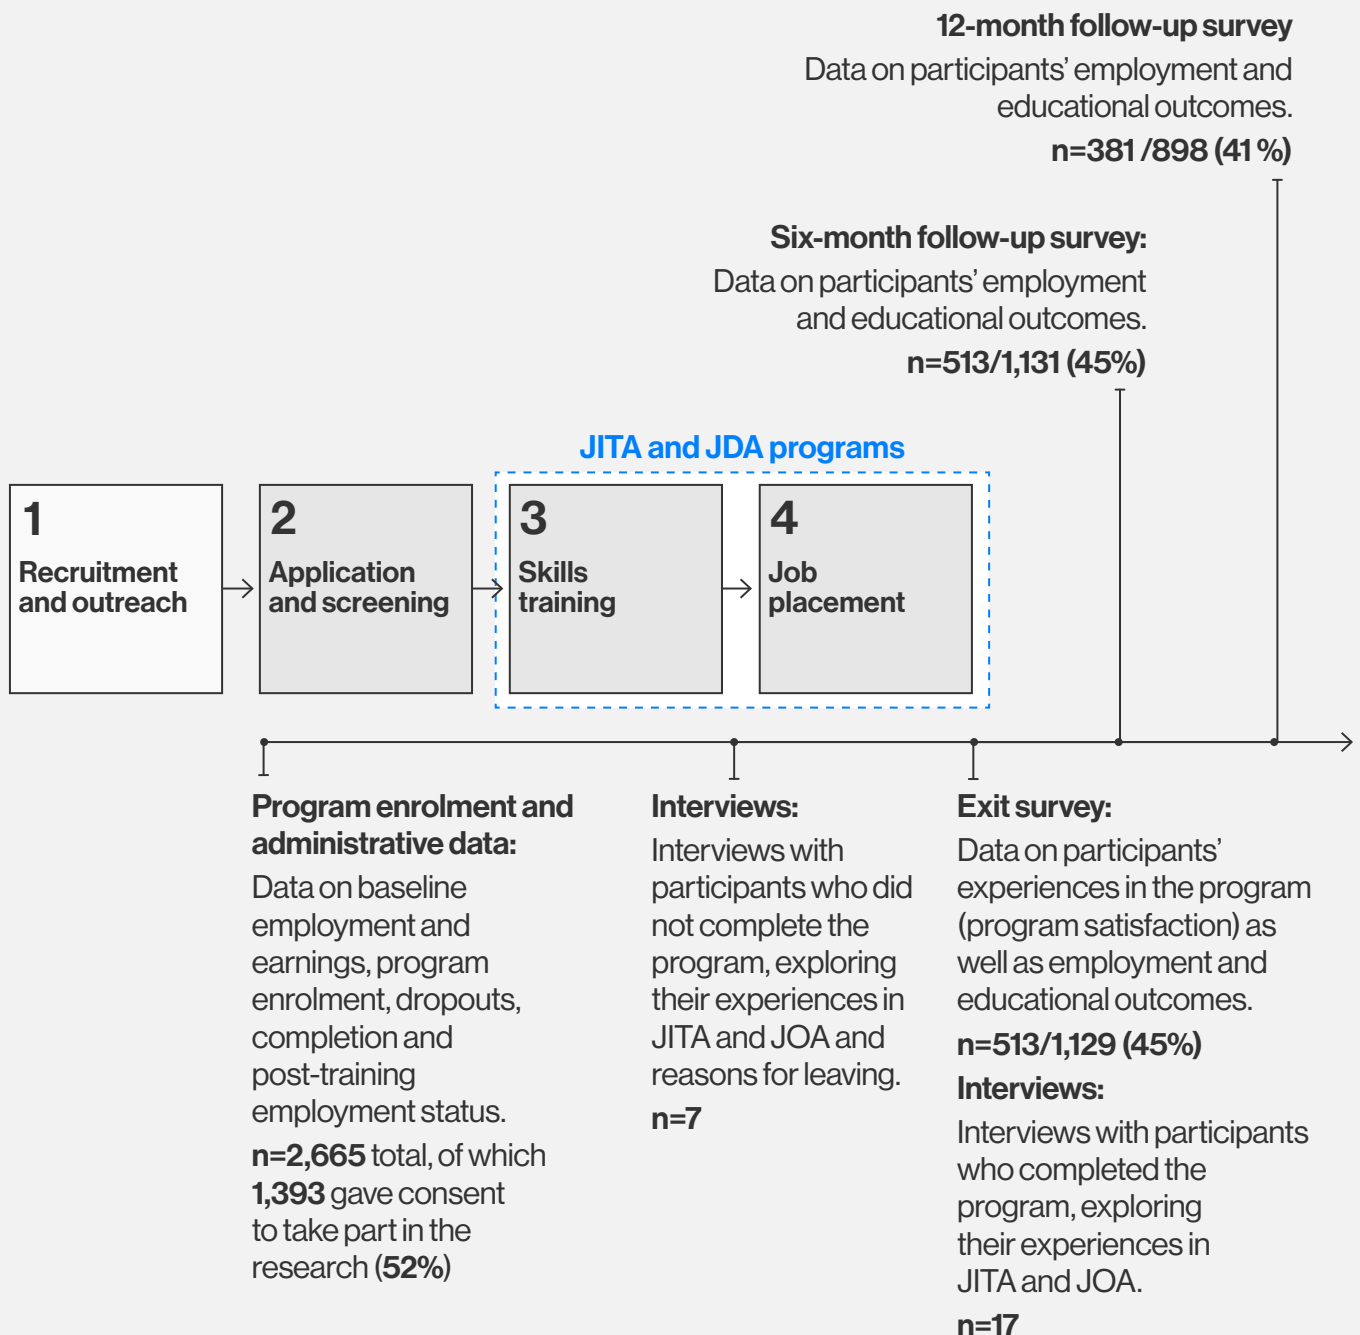 12-month follow-up survey
Data on participants’ employment and
educational outcomes.
n=381 /898 (41 %)
Six-month follow-up survey:
Data on participants’ employment
and educational outcomes.
n=513/1,131 (45%)
JITA and JDA programs
1
Recruitment
and outreach
2
Application
and screening
3
Skills
training
4
Job
placement
Program enrolment and
administrative data:
Data on baseline
employment and
earnings, program
enrolment, dropouts,
completion and
post-training
employment status.
n=2,665 total, of which
1,393 gave consent
to take part in the
research (52%)
Interviews:
Interviews with
participants who did
not complete the
program, exploring
their experiences in
JITA and JOA and
reasons for leaving.
n=7
Exit survey:
Data on participants’
experiences in the program
(program satisfaction) as
well as employment and
educational outcomes.
n=513/1,129 (45%)
Interviews:
Interviews with participants
who completed the
program, exploring
their experiences in
JITA and JOA.
n=17